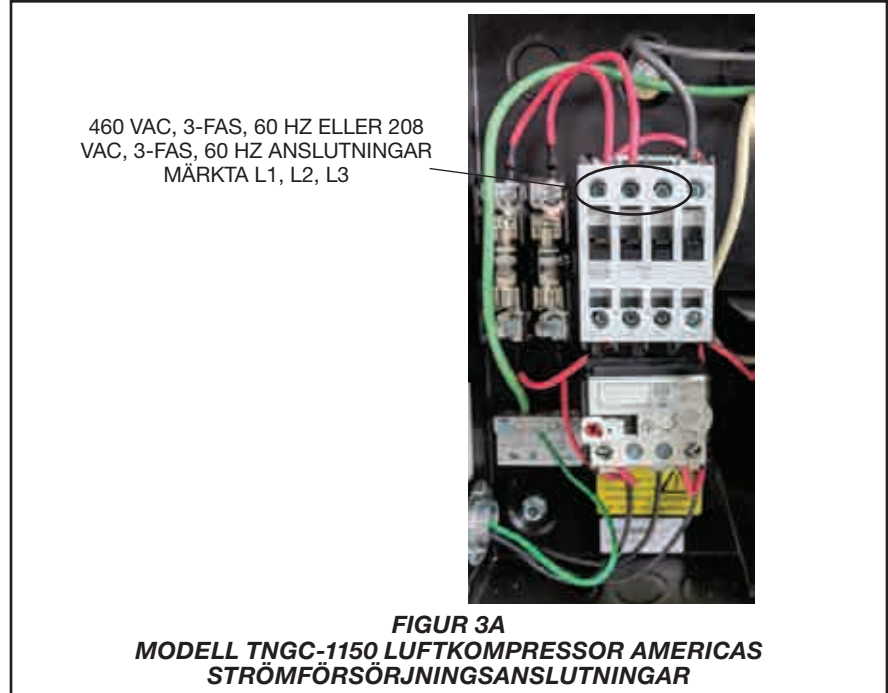 460 VAC, 3-FAS, 60 HZ ELLER 208
VAC, 3-FAS, 60 HZ ANSLUTNINGAR
MÄRKTA L1, L2, L3
FIGUR 3A
MODELL TNGC-1150 LUFTKOMPRESSOR AMERICAS
STRÖMFÖRSÖRJNINGSANSLUTNINGAR